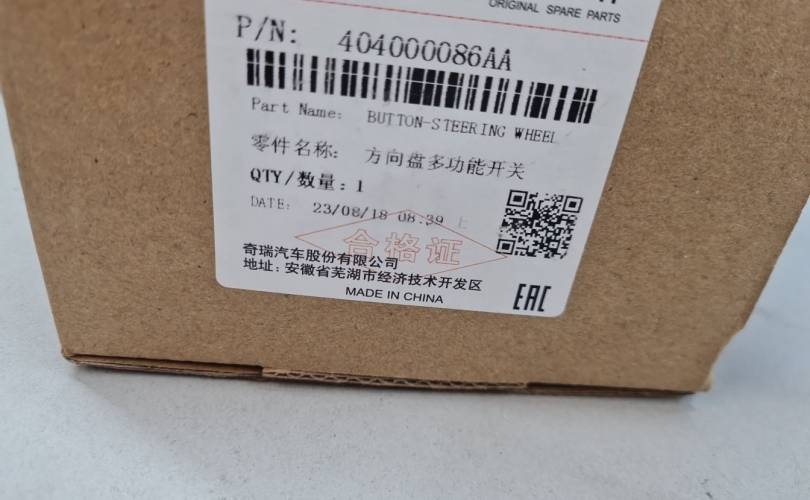 ORIGINAL SPARE PARTS
P/N: 404000086AA
Part Name: BUTTON-STEERING WHEEL
零件名称: 方向盘多功能开关
QTY/数量: 1
DATE: 23/08/18 08:39 上
合格证
奇瑞汽车股份有限公司
地址: 安徽省芜湖市经济技术开发区
MADE IN CHINA
EAC